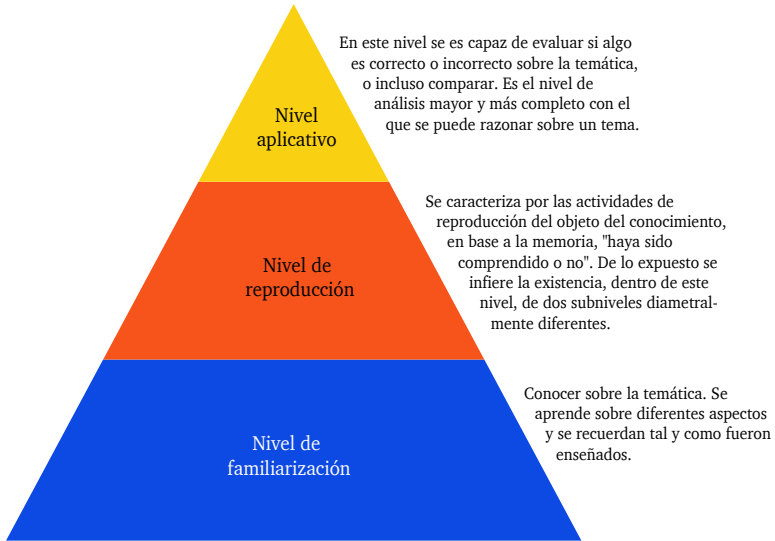 En este nivel se es capaz de evaluar si algo
es correcto o incorrecto sobre la temática,
o incluso comparar. Es el nivel de
análisis mayor y más completo con el
que se puede razonar sobre un tema.
Nivel
aplicativo
Se caracteriza por las actividades de
reproducción del objeto del conocimiento,
en base a la memoria, "haya sido
comprendido o no". De lo expuesto se
infiere la existencia, dentro de este
nivel, de dos subniveles diametral-
mente diferentes.
Nivel de
reproducción
Conocer sobre la temática. Se
aprende sobre diferentes aspectos
y se recuerdan tal y como fueron
enseñados.
Nivel de
familiarización